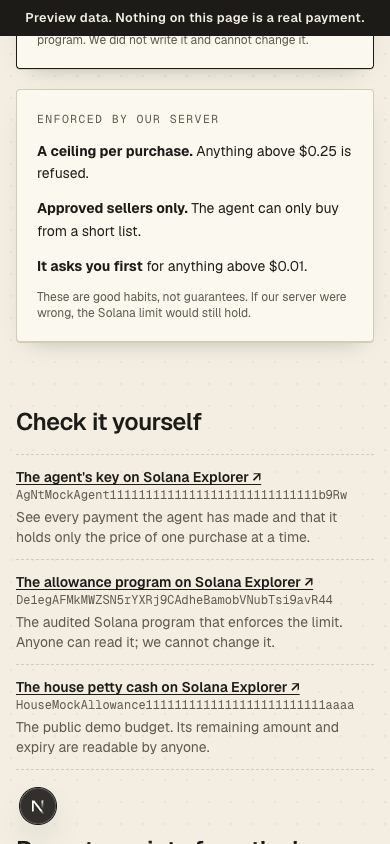 Preview data. Nothing on this page is a real payment.
program. We did not write it and cannot change it.
ENFORCED BY OUR SERVER
A ceiling per purchase. Anything above $0.25 is
refused.
Approved sellers only. The agent can only buy
from a short list.
It asks you first for anything above $0.01.
These are good habits, not guarantees. If our server were
wrong, the Solana limit would still hold.
Check it yourself
The agent's key on Solana Explorer ↗
AgNtMockAgent11111111111111111111111111111b9Rw
See every payment the agent has made and that it
holds only the price of one purchase at a time.
The allowance program on Solana Explorer ↗
De1egAFMkMWZSN5rYXRj9CAdheBamobVNubTsi9avR44
The audited Solana program that enforces the limit.
Anyone can read it; we cannot change it.
The house petty cash on Solana Explorer ↗
HouseMockAllowance1111111111111111111111111aaaa
The public demo budget. Its remaining amount and
expiry are readable by anyone.
N